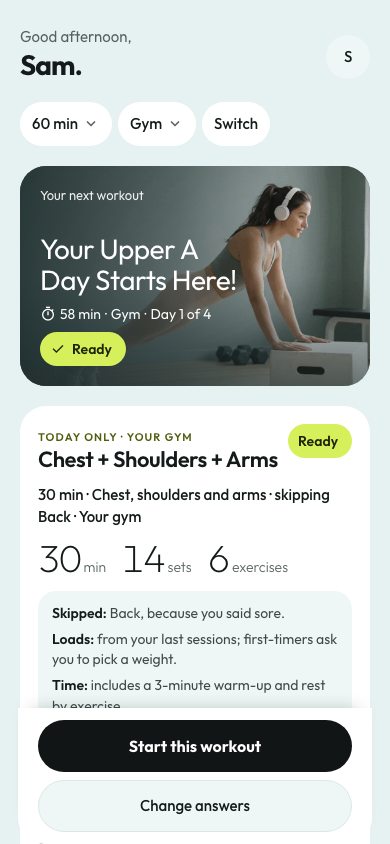 Good afternoon,
Sam.
S
60 min
Gym
Switch
Your next workout
Your Upper A
Day Starts Here!
58 min · Gym · Day 1 of 4
Ready
TODAY ONLY · YOUR GYM
Ready
Chest + Shoulders + Arms
30 min · Chest, shoulders and arms · skipping
Back · Your gym
30 min 14 sets 6 exercises
Skipped: Back, because you said sore.
Loads: from your last sessions; first-timers ask
you to pick a weight.
Time: includes a 3-minute warm-up and rest
by exercise.
Start this workout
Change answers